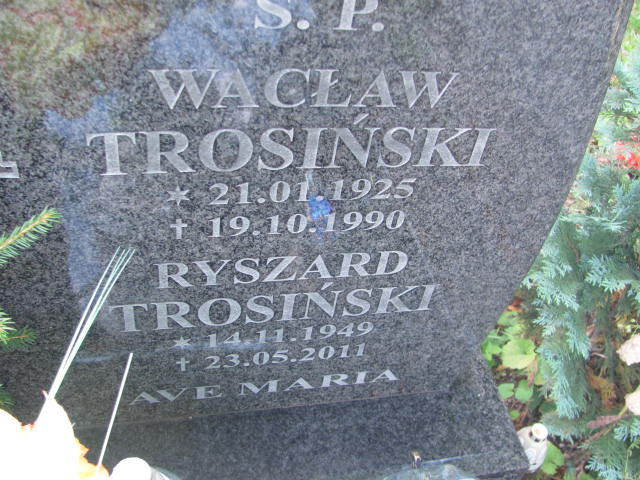 Ś. P.
WACŁAW
TROSIŃSKI
* 21.01.1925
† 19.10.1990
RYSZARD
TROSIŃSKI
* 14.11.1949
† 23.05.2011
AVE MARIA